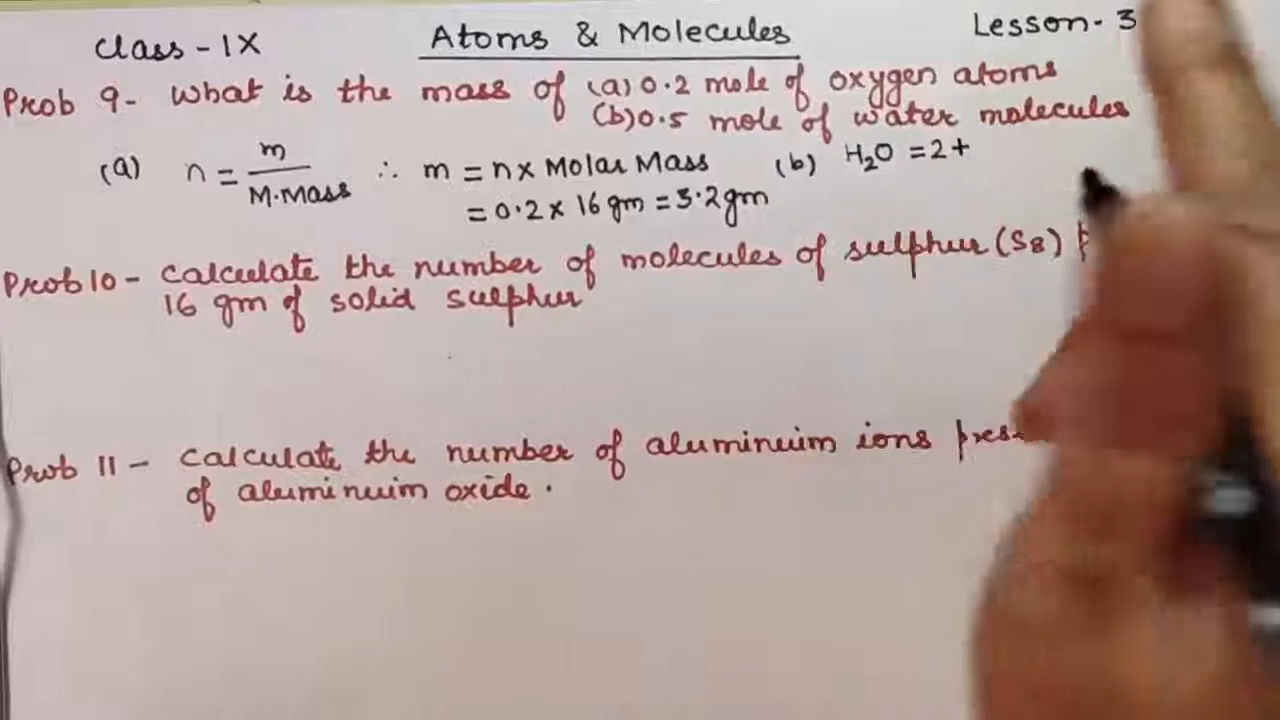 Class - IX Atoms & Molecules Lesson - 3
Prob 9 - What is the mass of (a) 0.2 mole of oxygen atoms
(b) 0.5 mole of water molecules
(a) n = m / M.Mass ∴ m = n x Molar Mass (b) H₂O = 2 +
= 0.2 x 16 gm = 3.2 gm
Prob 10 - Calculate the number of molecules of sulphur (S8)
16 gm of solid sulphur
Prob 11 - Calculate the number of aluminium ions
of aluminium oxide.